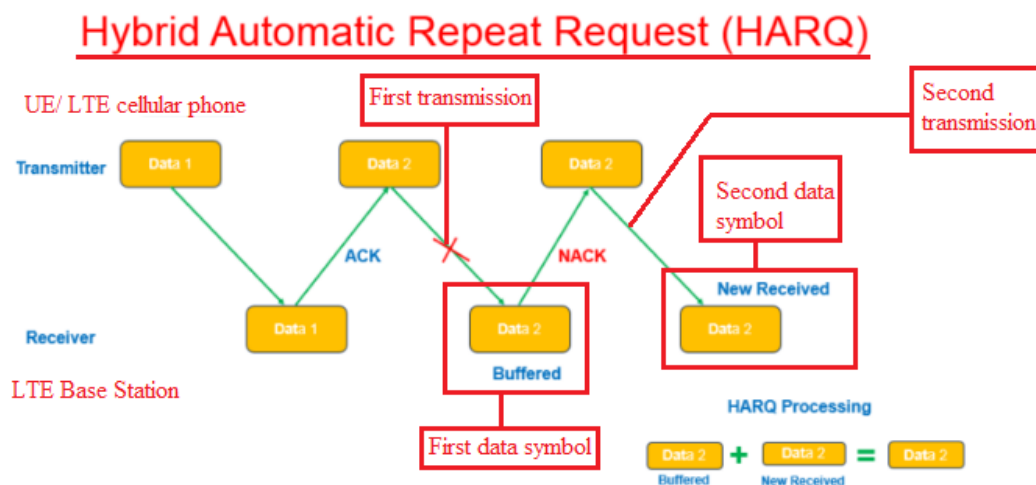 Hybrid Automatic Repeat Request (HARQ)
UE/ LTE cellular phone
First transmission
Second
transmission
Transmitter
Data 1
Data 2
Data 2
Second data
symbol
ACK
NACK
New Received
Receiver
Data 1
Data 2
Data 2
Buffered
LTE Base Station
HARQ Processing
First data symbol
Data 2 + Data 2 = Data 2
Buffered
New Received